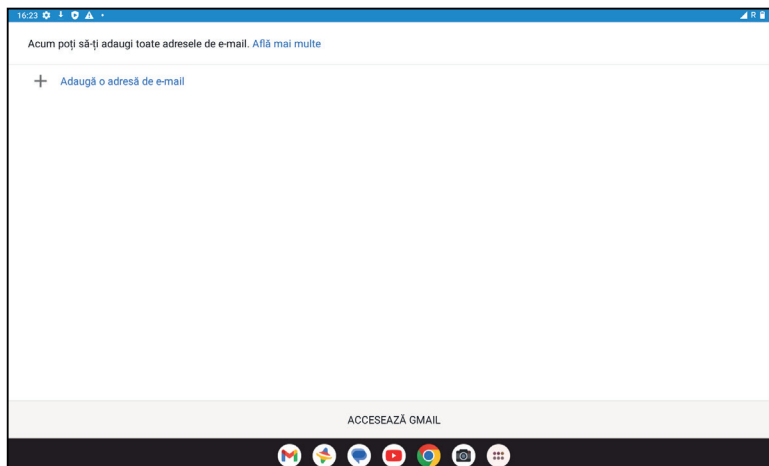 16:23
R
Acum poți să-ți adaugi toate adresele de e-mail. Află mai multe
Adaugă o adresă de e-mail
ACCESEAZĂ GMAIL